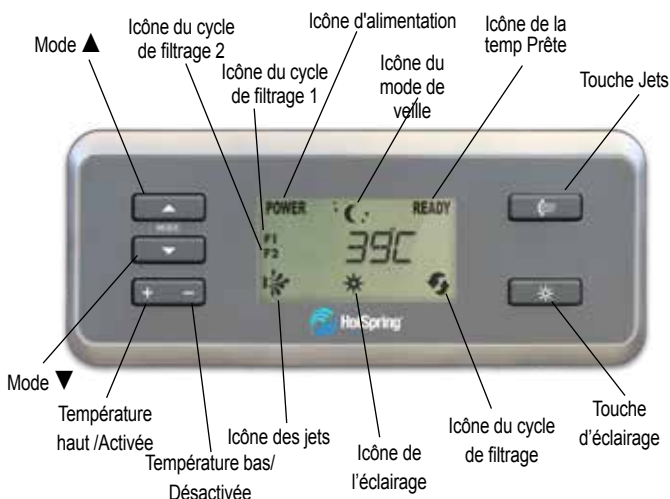 Mode ▲
Icône du cycle
de filtrage 2
Icône d'alimentation
Icône de la
temp Prête
Icône du cycle
de filtrage 1
Icône du
mode de
veille
Touche Jets
POWER
READY
MODE
F1
F2
39C
+ −
HotSpring
Mode ▼
Température
haut /Activée
Température bas/
Désactivée
Icône des jets
Icône de
l'éclairage
Icône du cycle
de filtrage
Touche
d'éclairage